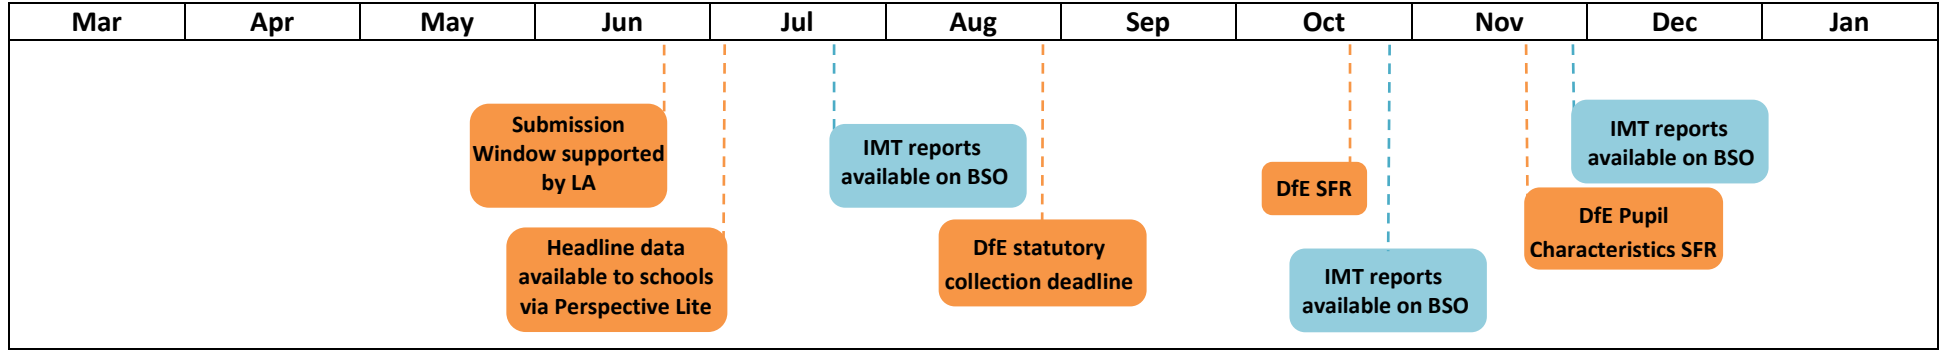 Mar Apr May Jun Jul Aug Sep Oct Nov Dec Jan
Submission
Window supported
by LA
Headline data
available to schools
via Perspective Lite
IMT reports
available on BSO
DfE statutory
collection deadline
DfE SFR
IMT reports
available on BSO
DfE Pupil
Characteristics SFR
IMT reports
available on BSO